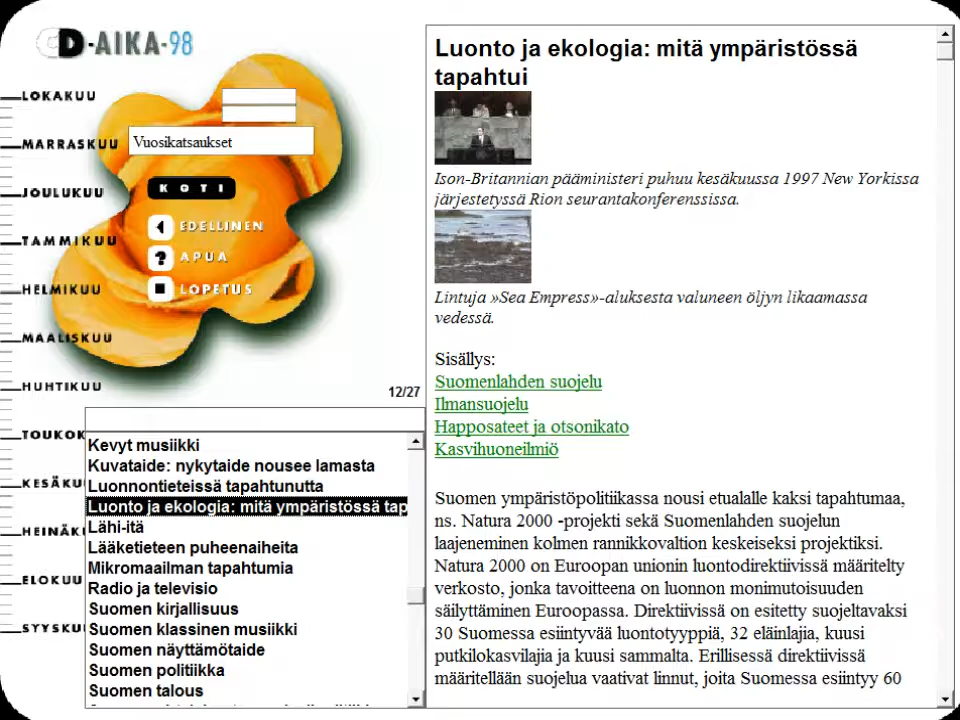 CD-AIKA-98
LOKAKUU
MARRASKUU
JOULUKUU
TAMMIKUU
HELMIKUU
MAALISKUU
HUHTIKUU
TOUKOK
KESÄKU
HEINÄK
ELOKUU
SYYSKU
Vuosikatsaukset
KOTI
EDELLINEN
? APUA
LOPETUS
12/27
Kevyt musiikki
Kuvataide: nykytaide nousee lamasta
Luonnontieteissä tapahtunutta
Luonto ja ekologia: mitä ympäristössä tap
Lähi-itä
Lääketieteen puheenaiheita
Mikromaailman tapahtumia
Radio ja televisio
Suomen kirjallisuus
Suomen klassinen musiikki
Suomen näyttämötaide
Suomen politiikka
Suomen talous
Luonto ja ekologia: mitä ympäristössä
tapahtui
Ison-Britannian pääministeri puhuu kesäkuussa 1997 New Yorkissa
järjestetyssä Rion seurantakonferenssissa.
Lintuja »Sea Empress»-aluksesta valuneen öljyn likaamassa
vedessä.
Sisällys:
Suomenlahden suojelu
Ilmansuojelu
Happosateet ja otsonikato
Kasvihuoneilmiö
Suomen ympäristöpolitiikassa nousi etualalle kaksi tapahtumaa,
ns. Natura 2000 -projekti sekä Suomenlahden suojelun
laajeneminen kolmen rannikkovaltion keskeiseksi projektiksi.
Natura 2000 on Euroopan unionin luontodirektiivissä määritelty
verkosto, jonka tavoitteena on luonnon monimutoisuuden
säilyttäminen Euroopassa. Direktiivissä on esitetty suojeltavaksi
30 Suomessa esiintyvää luontotyyppiä, 32 eläinlajia, kuusi
putkilokasvilajia ja kuusi sammalta. Erillisessä direktiivissä
määritellään suojelua vaativat linnut, joita Suomessa esiintyy 60